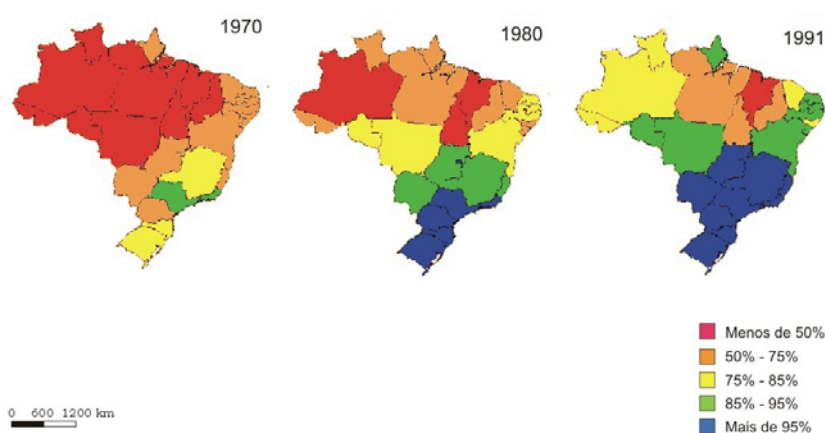 1970
1980
1991
Menos de 50%
50% - 75%
75% - 85%
85% - 95%
Mais de 95%
0 600 1200 km